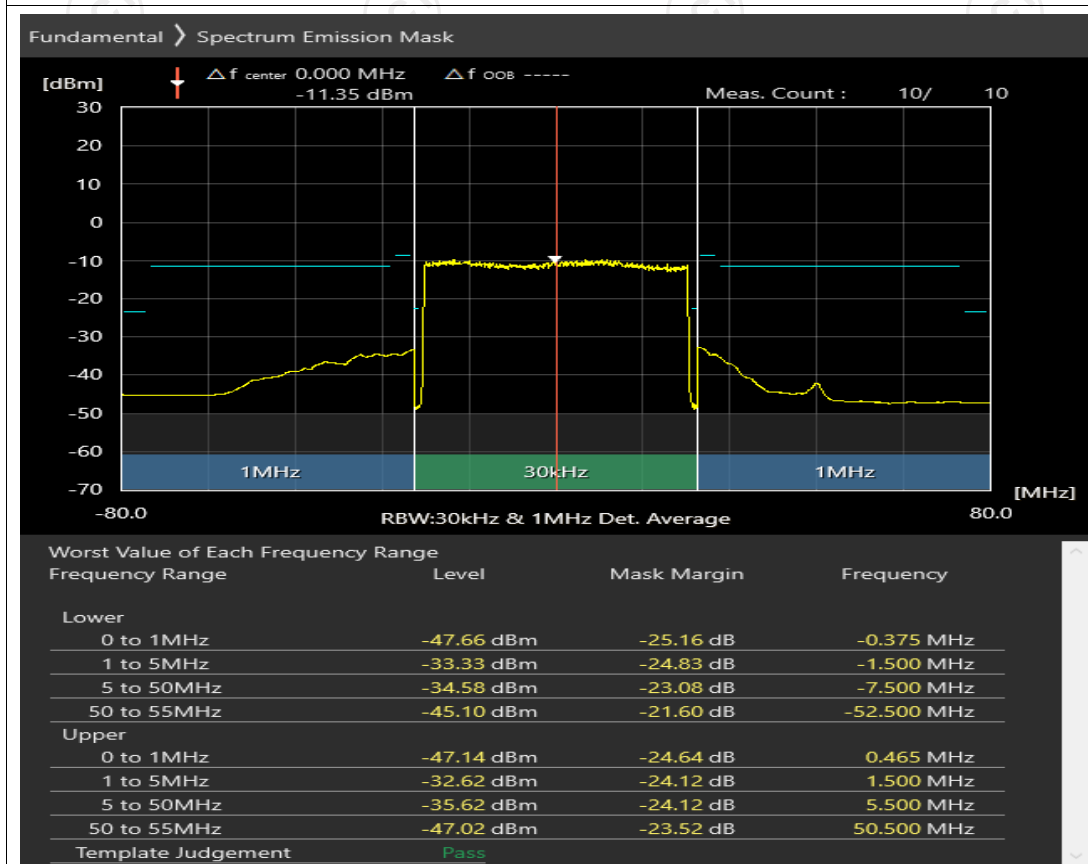 Fundamental ❯ Spectrum Emission Mask
△f center 0.000 MHz △f OOB -----
[dBm] -11.35 dBm Meas. Count : 10/ 10
30
20
10
0
-10
-20
-30
-40
-50
-60
1MHz 30kHz 1MHz
-70
[MHz]
-80.0 RBW:30kHz & 1MHz Det. Average 80.0
Worst Value of Each Frequency Range
Frequency Range Level Mask Margin Frequency
Lower
0 to 1MHz -47.66 dBm -25.16 dB -0.375 MHz
1 to 5MHz -33.33 dBm -24.83 dB -1.500 MHz
5 to 50MHz -34.58 dBm -23.08 dB -7.500 MHz
50 to 55MHz -45.10 dBm -21.60 dB -52.500 MHz
Upper
0 to 1MHz -47.14 dBm -24.64 dB 0.465 MHz
1 to 5MHz -32.62 dBm -24.12 dB 1.500 MHz
5 to 50MHz -35.62 dBm -24.12 dB 5.500 MHz
50 to 55MHz -47.02 dBm -23.52 dB 50.500 MHz
Template Judgement Pass